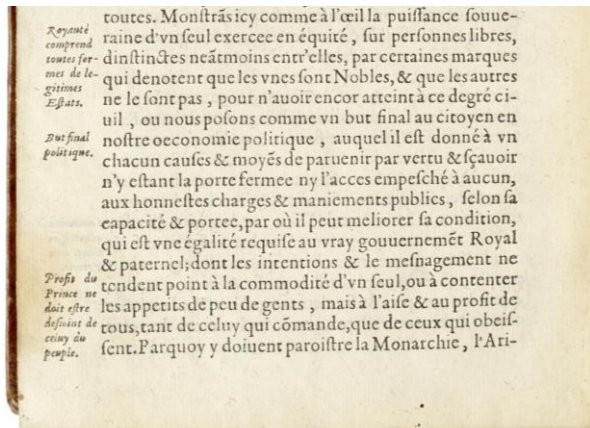 toutes. Monſtrãs icy comme à l'œil la puiſſance ſouue-
raine d'vn ſeul exercee en équité, ſur perſonnes libres,
dinſtinctes neãtmoins entr'elles, par certaines marques
qui denotent que les vnes ſont Nobles, & que les autres
ne le ſont pas, pour n'auoir encor atteint à ce degré ci-
uil, ou nous poſons comme vn but final au citoyen en
noſtre oeconomie politique, auquel il eſt donné à vn
chacun cauſes & moyẽs de paruenir par vertu & ſçauoir
n'y eſtant la porte fermee ny l'acces empeſché à aucun,
aux honneſtes charges & maniements publics, ſelon ſa
capacité & portee, par où il peut meliorer ſa condition,
qui eſt vne égalité requiſe au vray gouuernemẽt Royal
& paternel; dont les intentions & le meſnagement ne
tendent point à la commodité d'vn ſeul, ou à contenter
les appetits de peu de gents, mais à l'aiſe & au profit de
tous, tant de celuy qui cõmande, que de ceux qui obeiſ-
ſent. Parquoy y doiuent paroiſtre la Monarchie, l'Ari-
Royauté
comprend
toutes for-
mes de le-
gitimes
Eſtats.
But final
politique.
Profit du
Prince ne
doit eſtre
deſioint de
celuy du
peuple.